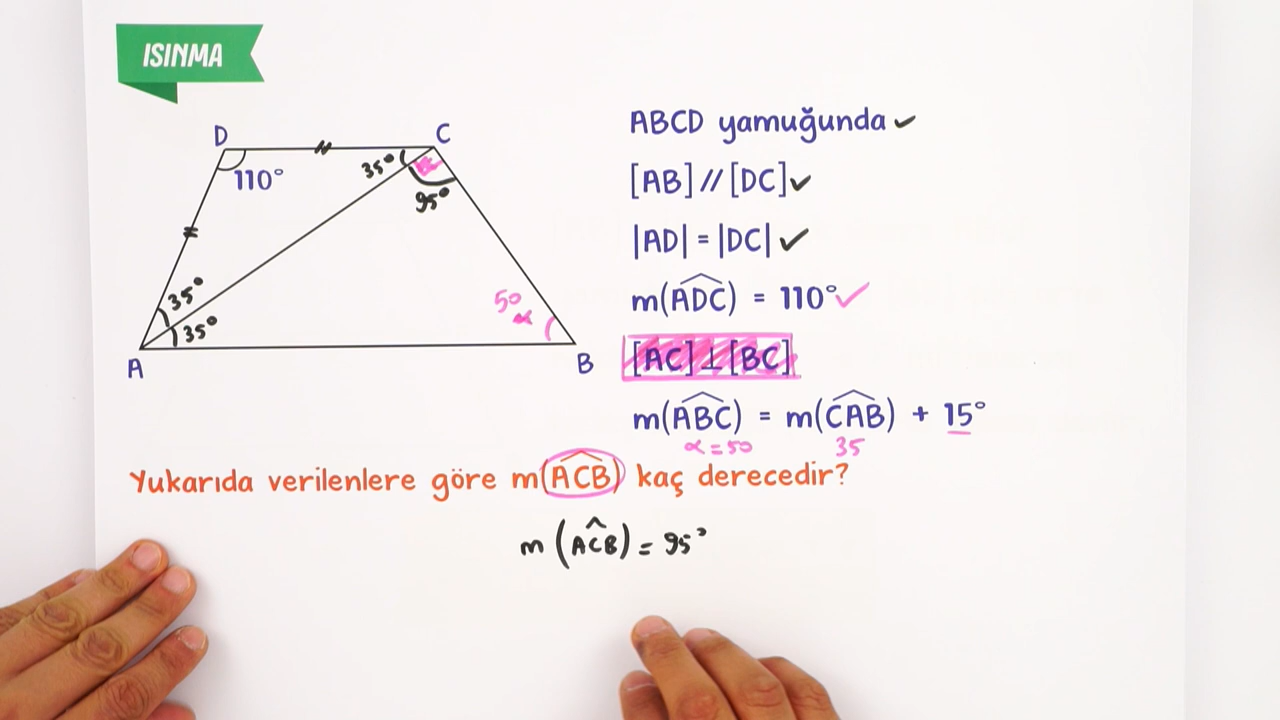 ISINMA
D C
110°
35°
95°
35°
35°
50
α
A B
ABCD yamuğunda ✓
[AB] // [DC] ✓
|AD| = |DC| ✓
m(ADC) = 110° ✓
[AC] ⊥ [BC]
m(ABC) = m(CAB) + 15°
α = 50 35
Yukarıda verilenlere göre m(ACB) kaç derecedir?
m (ACB) = 95°